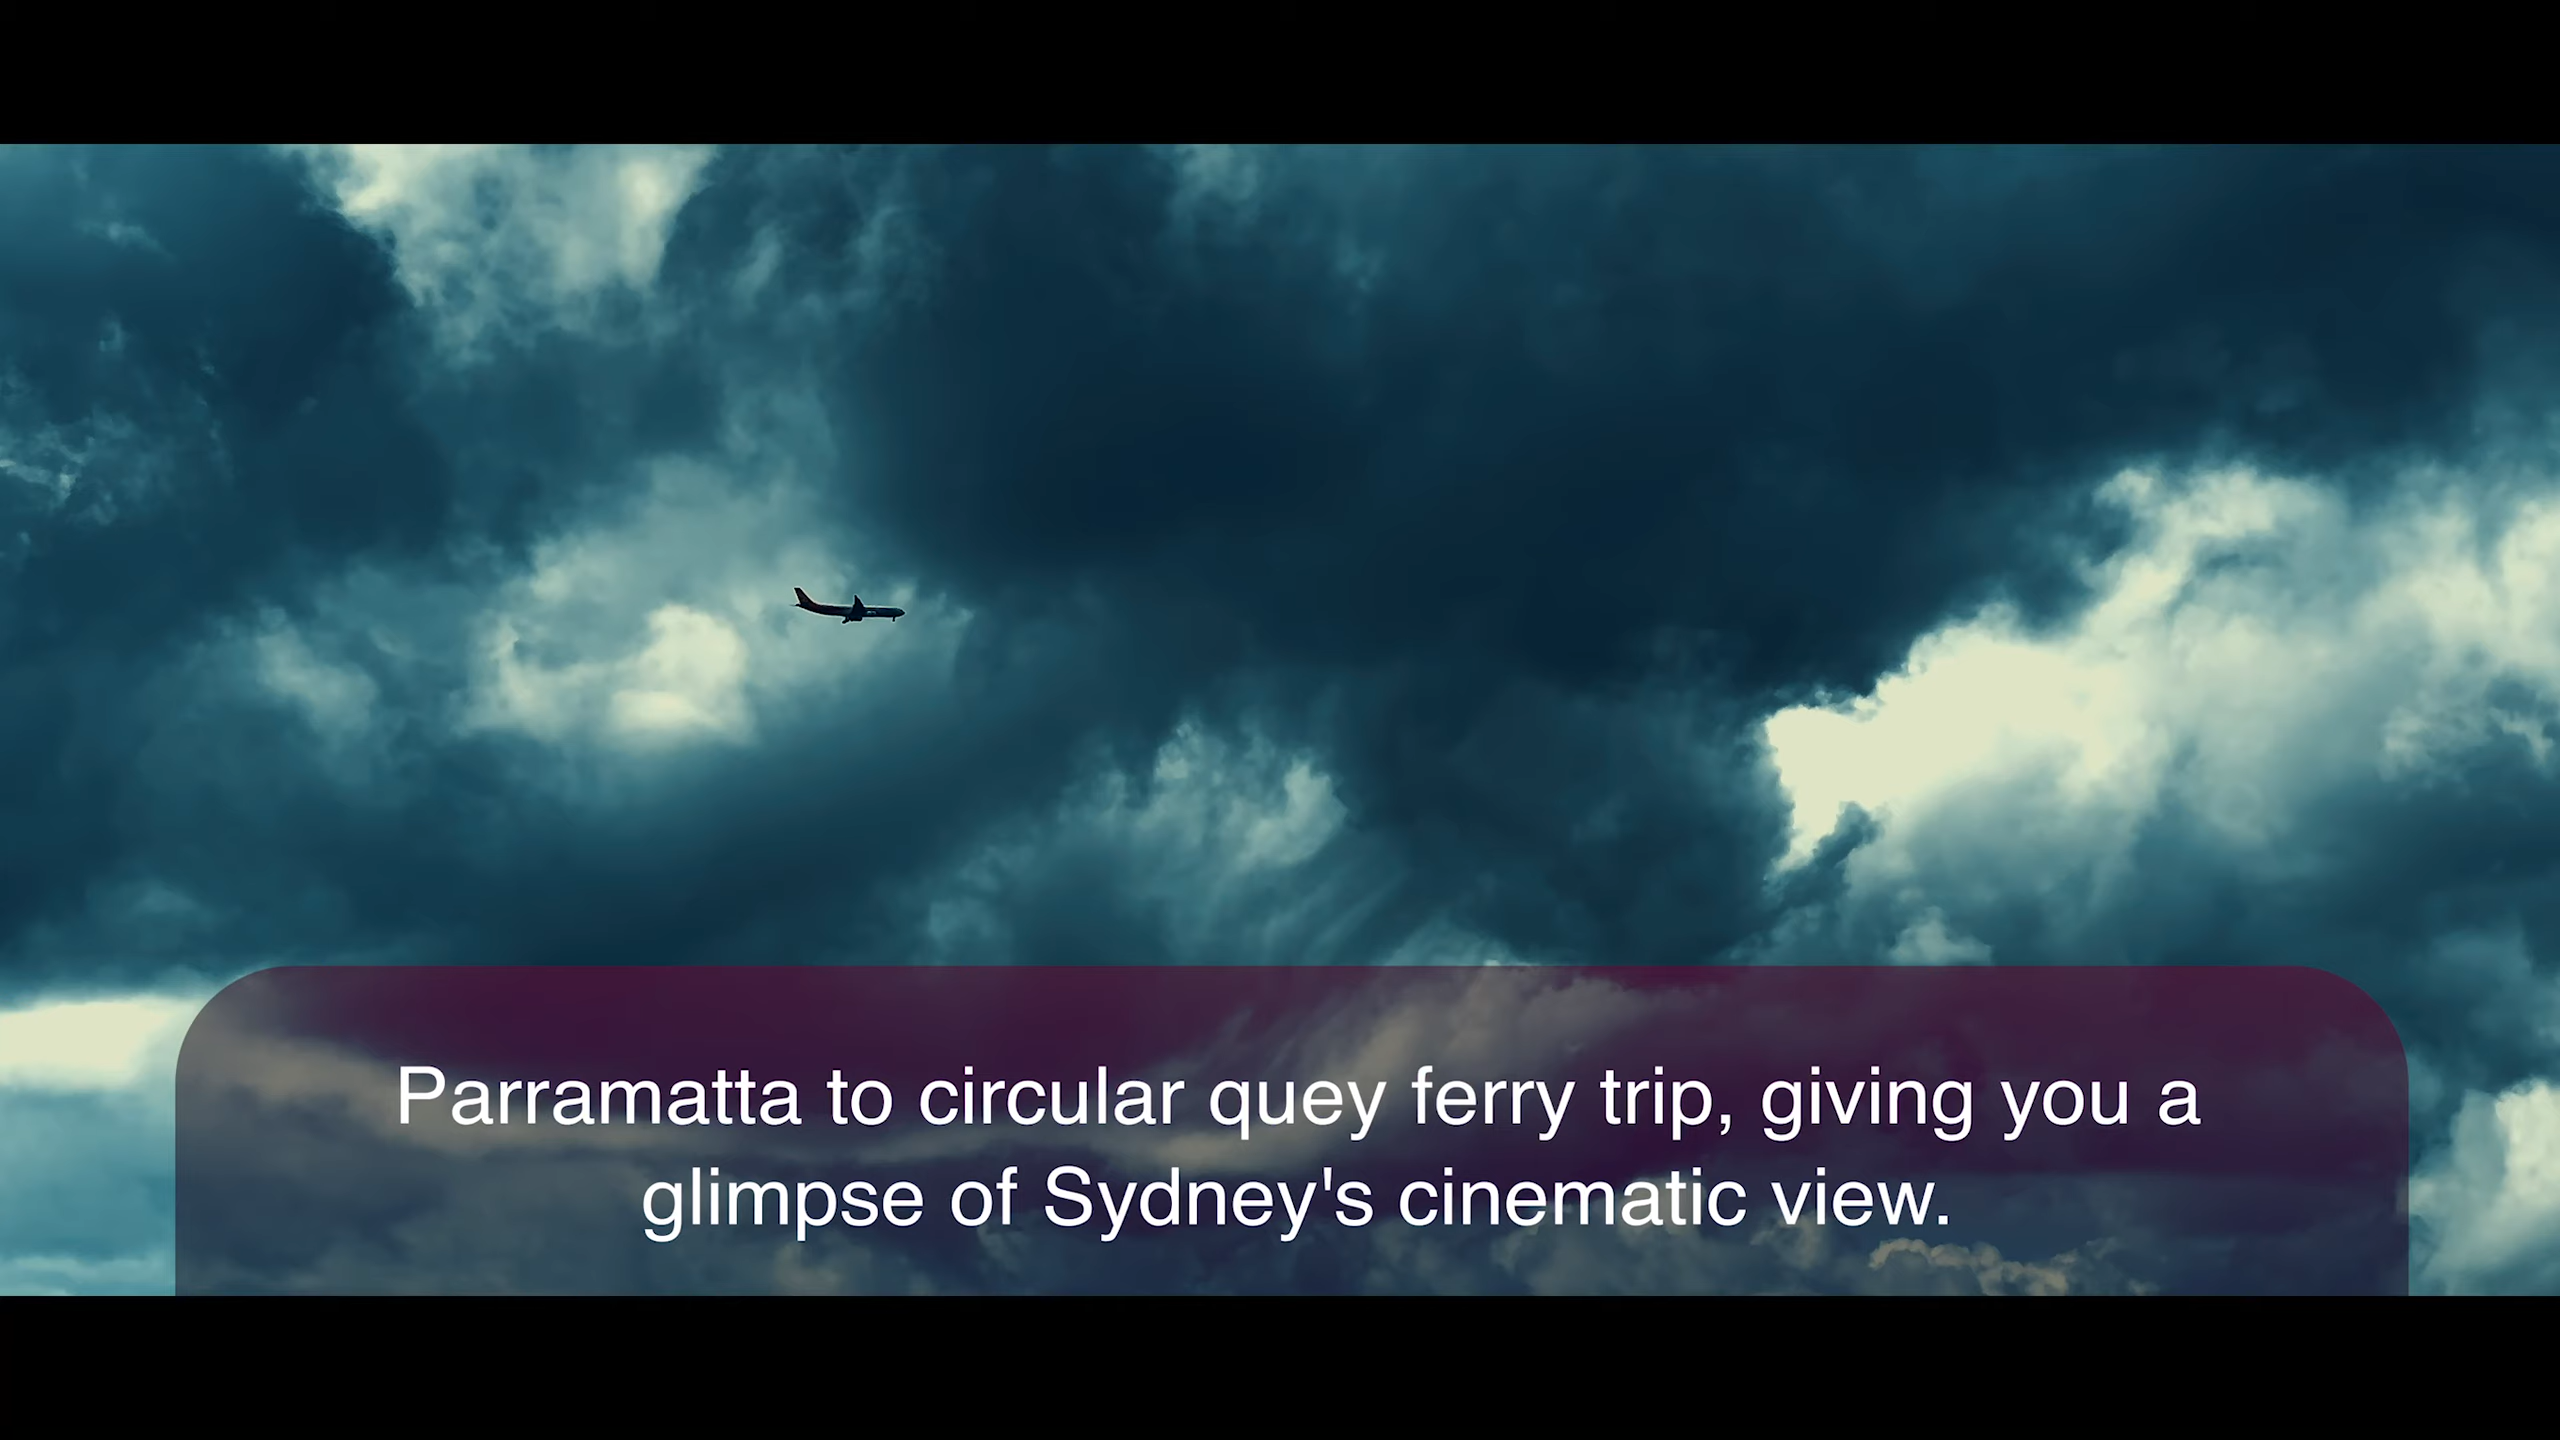 Parramatta to circular quey ferry trip, giving you a
glimpse of Sydney's cinematic view.